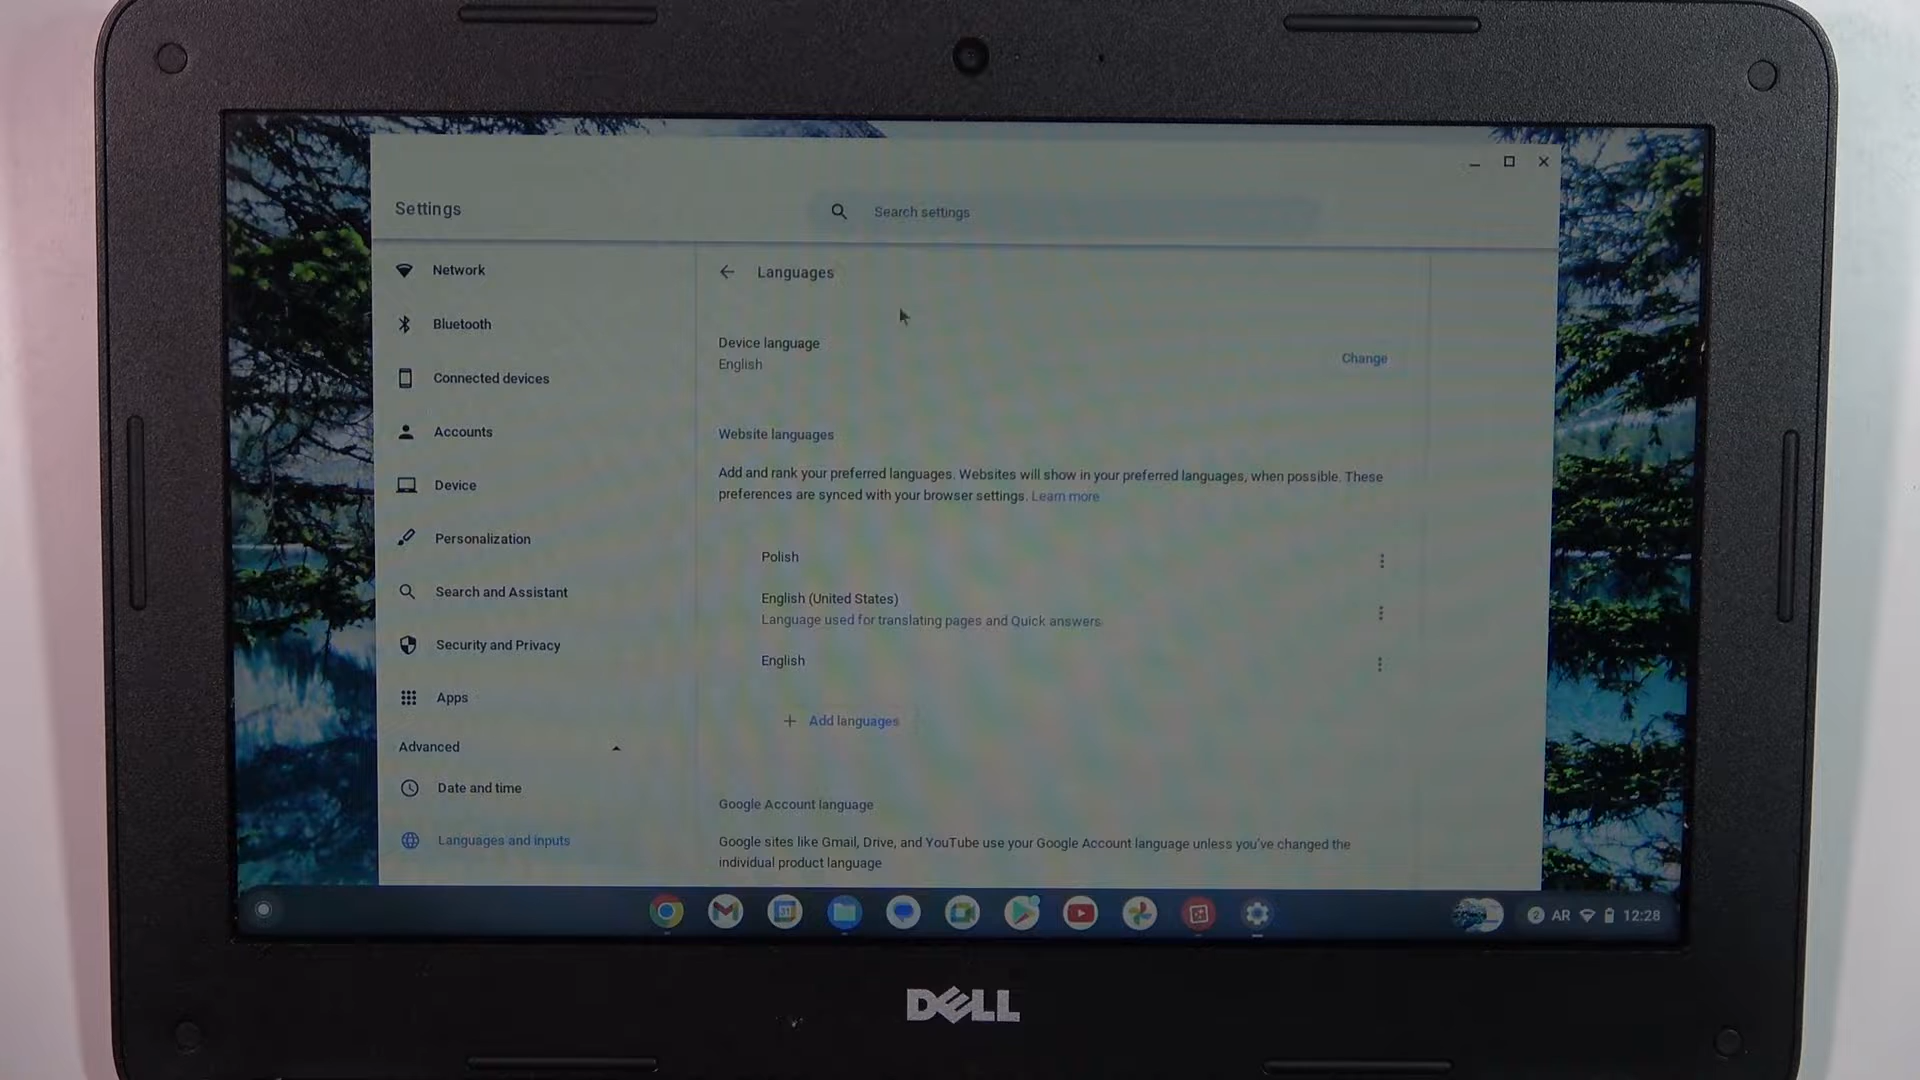 Settings
Search settings
Network
Bluetooth
Connected devices
Accounts
Device
Personalization
Search and Assistant
Security and Privacy
Apps
Advanced
Date and time
Languages and inputs
Languages
Device language
English
Change
Website languages
Add and rank your preferred languages. Websites will show in your preferred languages, when possible. These
preferences are synced with your browser settings. Learn more
Polish
English (United States)
Language used for translating pages and Quick answers
English
Add languages
Google Account language
Google sites like Gmail, Drive, and YouTube use your Google Account language unless you've changed the
individual product language
31
2 AR 12:28
DELL